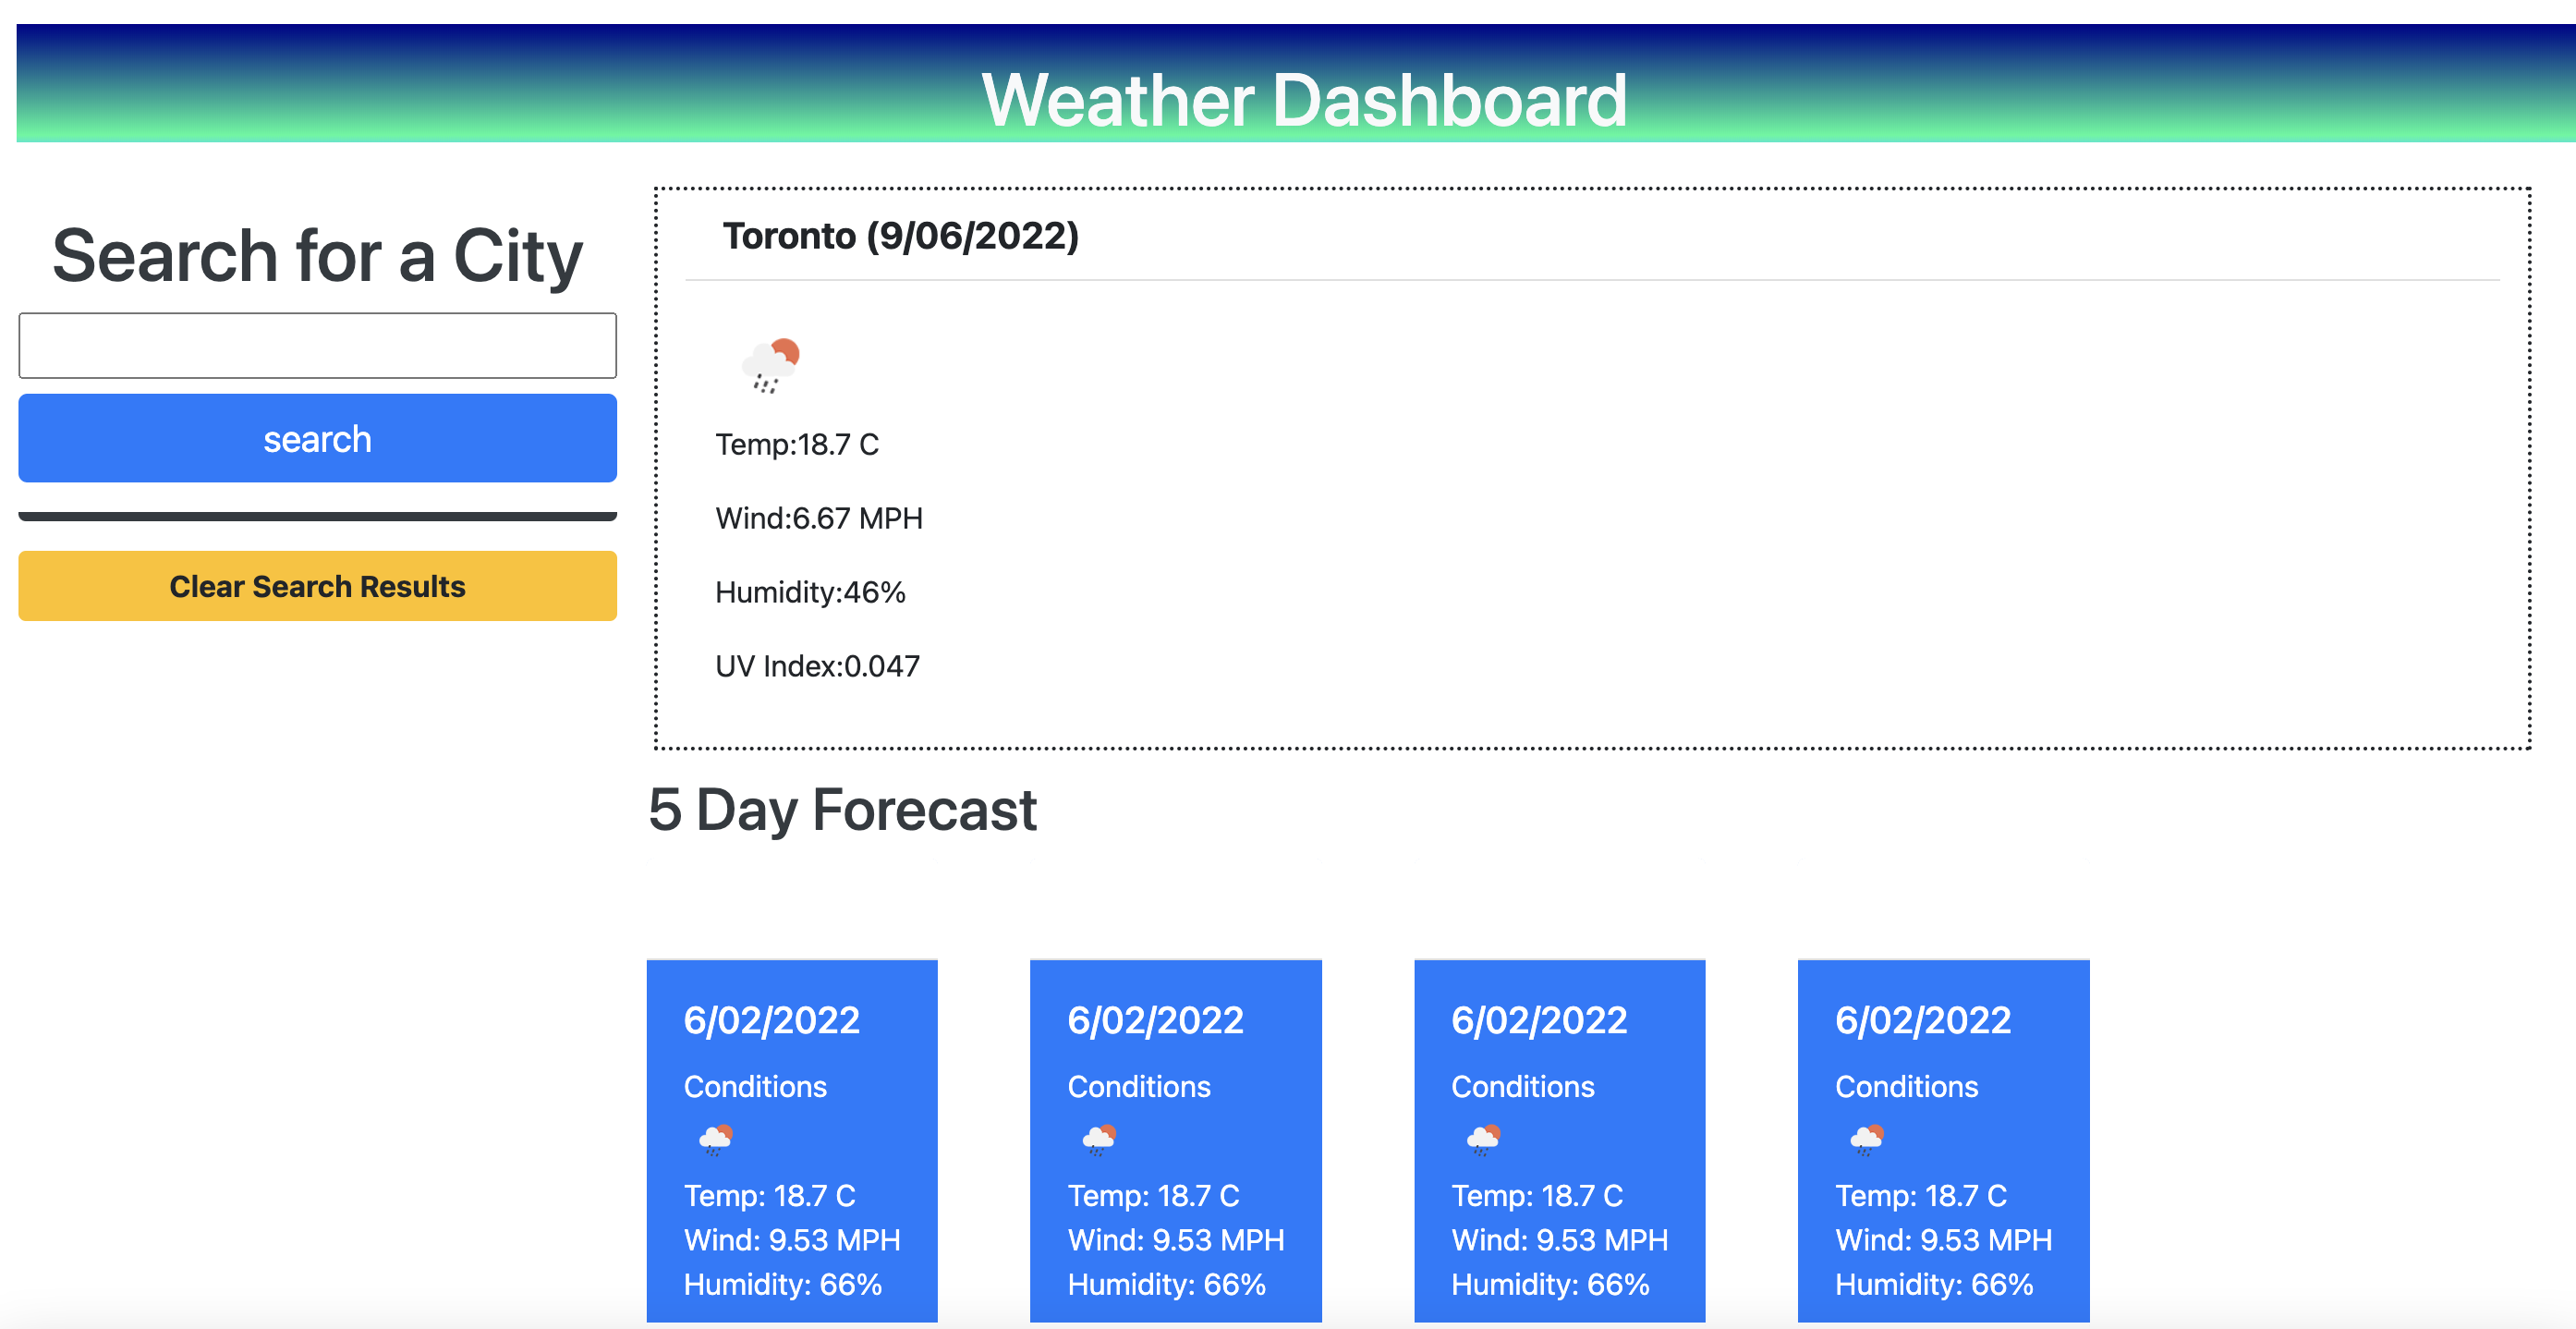 Weather Dashboard
Search for a City
search
Clear Search Results
Toronto (9/06/2022)
Temp:18.7 C
Wind:6.67 MPH
Humidity:46%
UV Index:0.047
5 Day Forecast
6/02/2022
Conditions
Temp: 18.7 C
Wind: 9.53 MPH
Humidity: 66%
6/02/2022
Conditions
Temp: 18.7 C
Wind: 9.53 MPH
Humidity: 66%
6/02/2022
Conditions
Temp: 18.7 C
Wind: 9.53 MPH
Humidity: 66%
6/02/2022
Conditions
Temp: 18.7 C
Wind: 9.53 MPH
Humidity: 66%